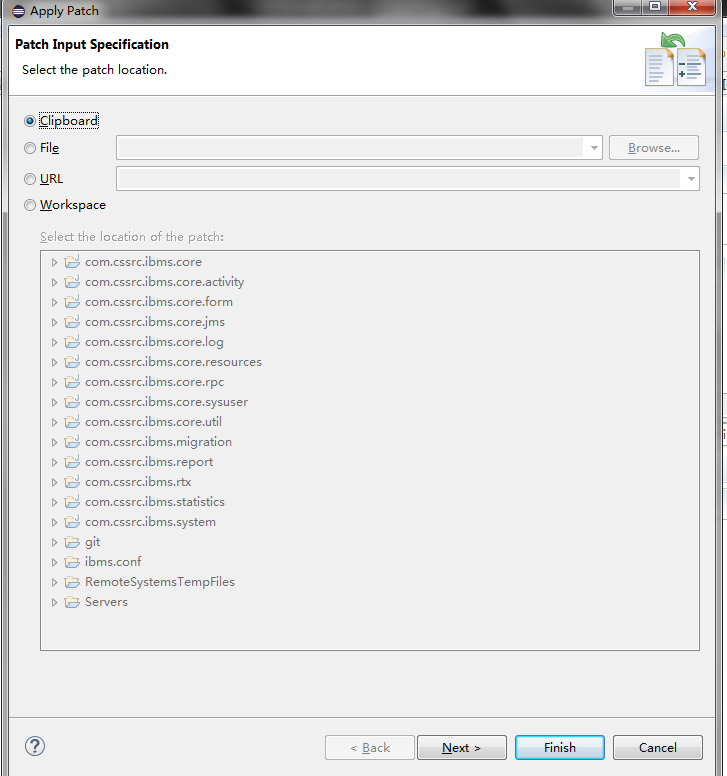 Apply Patch
Patch Input Specification
Select the patch location.
Clipboard
File
Browse...
URL
Workspace
Select the location of the patch:
com.cssrc.ibms.core
com.cssrc.ibms.core.activity
com.cssrc.ibms.core.form
com.cssrc.ibms.core.jms
com.cssrc.ibms.core.log
com.cssrc.ibms.core.resources
com.cssrc.ibms.core.rpc
com.cssrc.ibms.core.sysuser
com.cssrc.ibms.core.util
com.cssrc.ibms.migration
com.cssrc.ibms.report
com.cssrc.ibms.rtx
com.cssrc.ibms.statistics
com.cssrc.ibms.system
git
ibms.conf
RemoteSystemsTempFiles
Servers
< Back Next > Finish Cancel